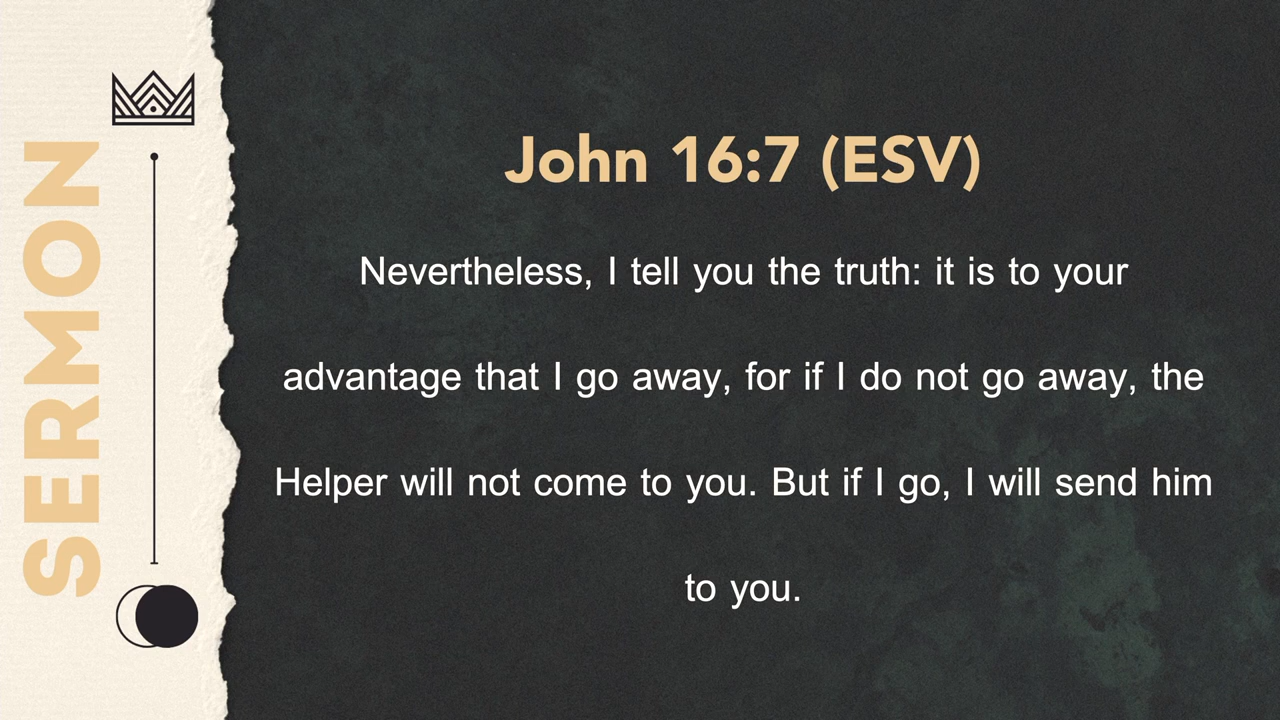 SERMON
John 16:7 (ESV)
Nevertheless, I tell you the truth: it is to your
advantage that I go away, for if I do not go away, the
Helper will not come to you. But if I go, I will send him
to you.